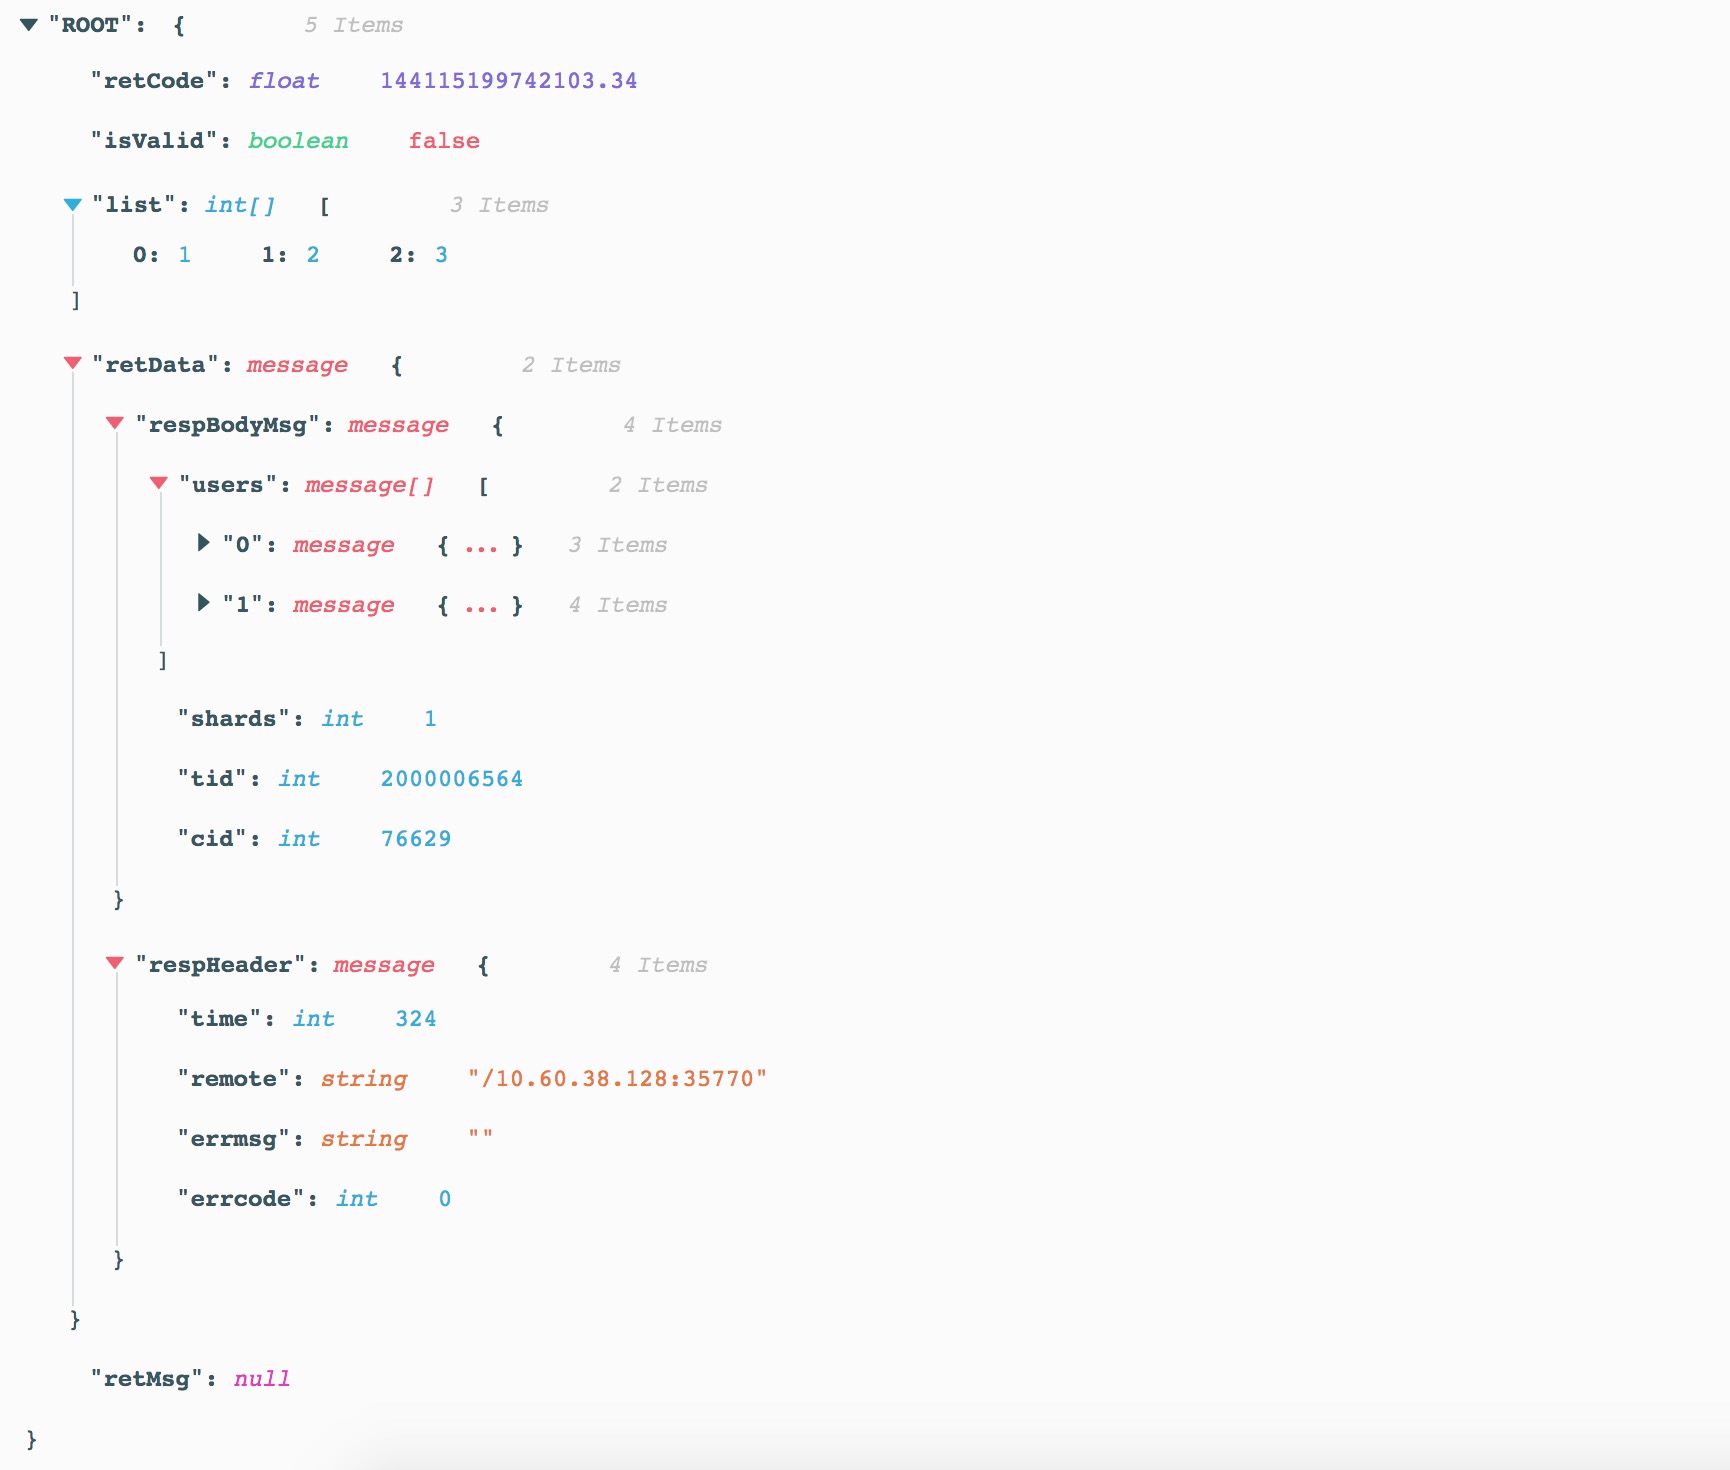 "ROOT": { 5 Items
"retCode": float 144115199742103.34
"isValid": boolean false
"list": int[] [ 3 Items
0: 1 1: 2 2: 3
]
"retData": message { 2 Items
"respBodyMsg": message { 4 Items
"users": message[] [ 2 Items
"0": message { ... } 3 Items
"1": message { ... } 4 Items
]
"shards": int 1
"tid": int 2000006564
"cid": int 76629
}
"respHeader": message { 4 Items
"time": int 324
"remote": string "/10.60.38.128:35770"
"errmsg": string ""
"errcode": int 0
}
}
"retMsg": null
}